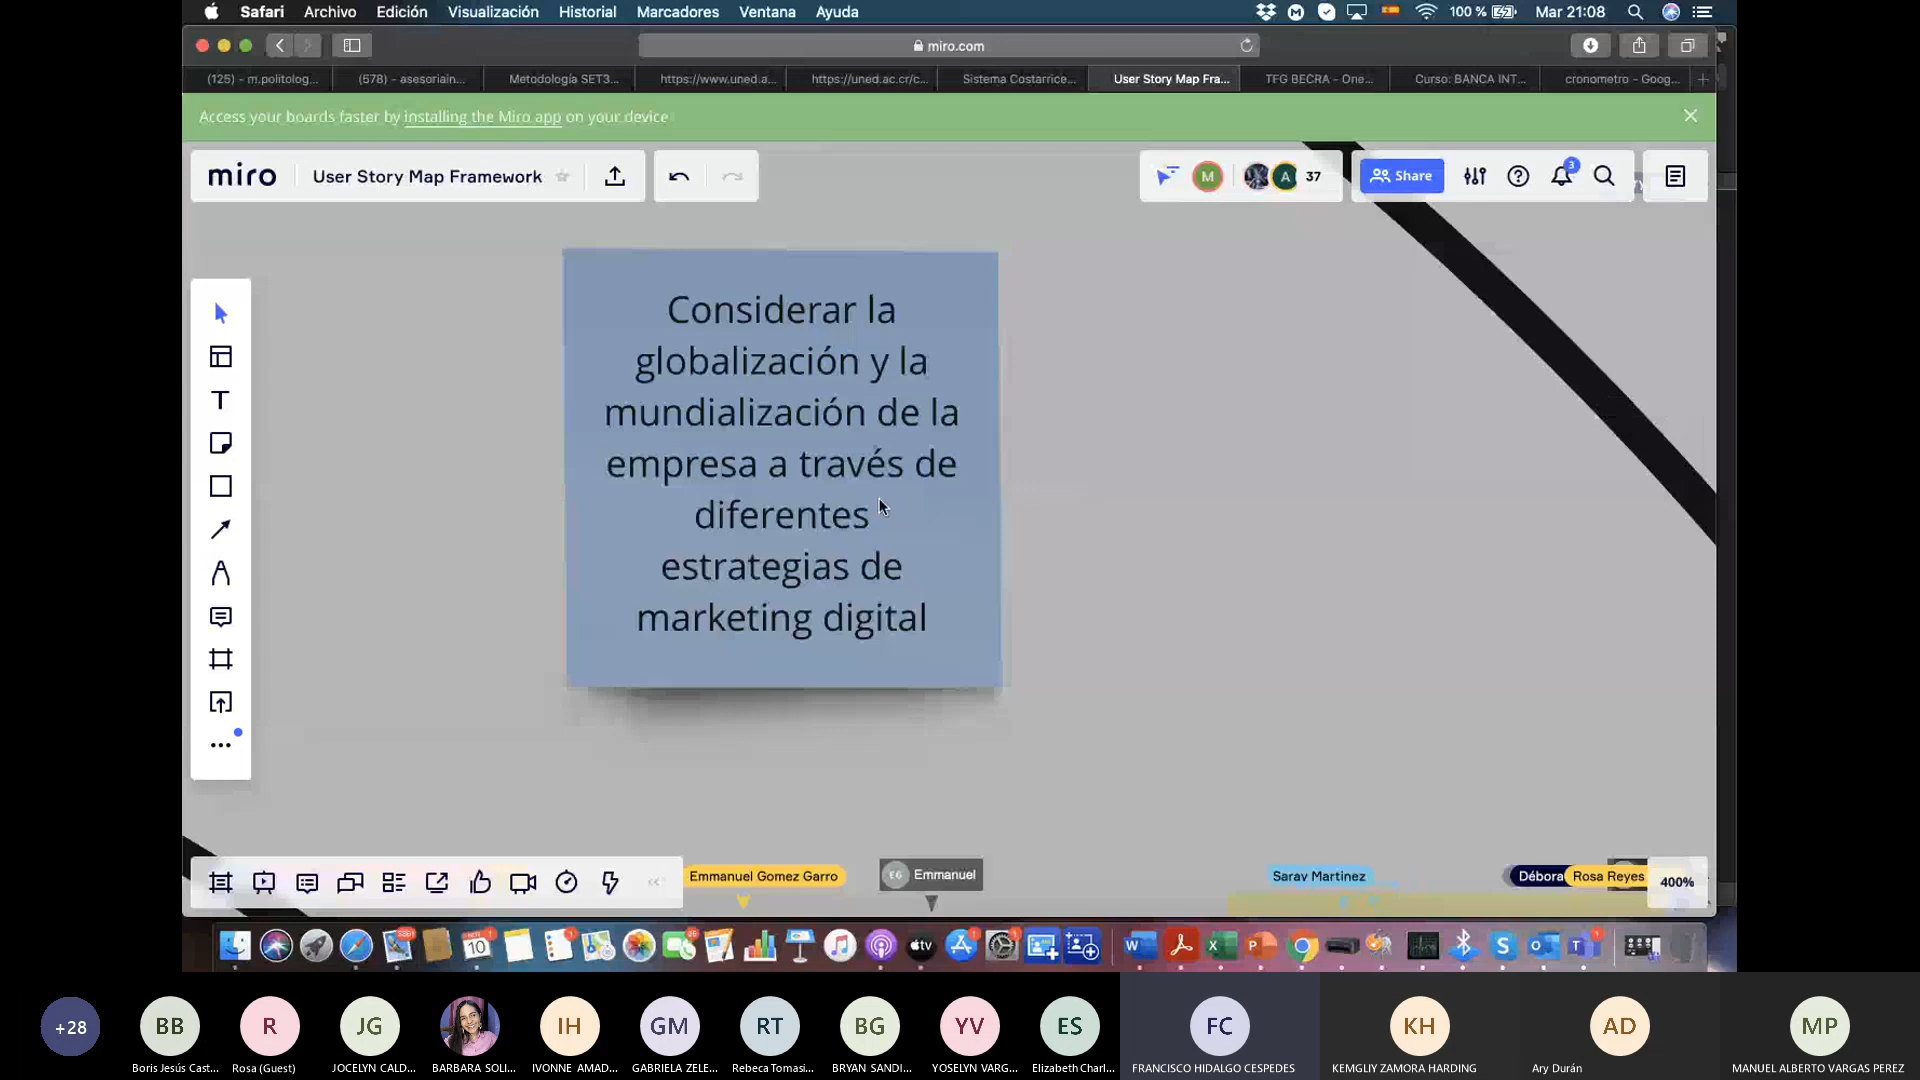 Safari Archivo Edición Visualización Historial Marcadores Ventana Ayuda
100 % Mar 21:08
miro.com
(125) - m.politolog... (578) - asesoriain... Metodología SET3... https://www.uned.a... https://uned.ac.cr/c... Sistema Costarrice... User Story Map Fra... TFG BECRA - One... Curso: BANCA INT... cronometro - Goog...
Access your boards faster by installing the Miro app on your device
miro User Story Map Framework
M A 37 Share 3
Considerar la
globalización y la
mundialización de la
empresa a través de
diferentes
estrategias de
marketing digital
Emmanuel Gomez Garro
EG Emmanuel
Saray Martinez
Débora
Rosa Reyes
400%
+28 BB R JG IH GM RT BG YV ES FC KH AD MP
Boris Jesús Cast... Rosa (Guest) JOCELYN CALD... BARBARA SOLI... IVONNE AMAD... GABRIELA ZELE... Rebeca Tomasi... BRYAN SANDI... YOSELYN VARG... Elizabeth Charl... FRANCISCO HIDALGO CESPEDES KEMGLIY ZAMORA HARDING Ary Durán MANUEL ALBERTO VARGAS PEREZ